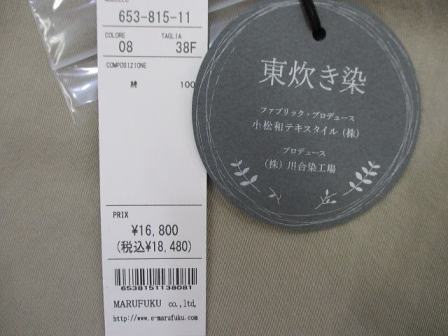 653-815-11
COLORE
TAGLIA
08
38F
COMPOSIZIONE
綿 100
PRIX
¥16,800
(税込¥18,480)
6538151138081
MARUFUKU co.,ltd.
http://www.e-marufuku.com/
東炊き染
ファブリック・プロデュース
小松和テキスタイル(株)
プロデュース
(株)川合染工場